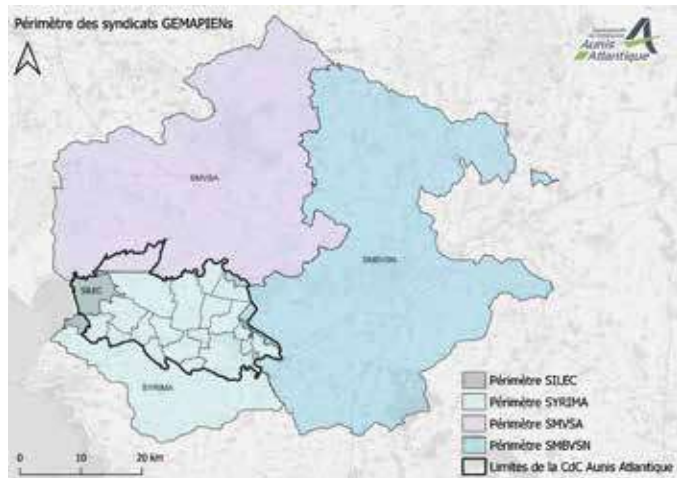 Périmètre des syndicats GEMAPIENs
Aunis
Atlantique
SMVSA
SMBVSN
SILEC
SYRIMA
Périmètre SILEC
Périmètre SYRIMA
Périmètre SMVSA
Périmètre SMBVSN
Limites de la CdC Aunis Atlantique
0 10 20 km